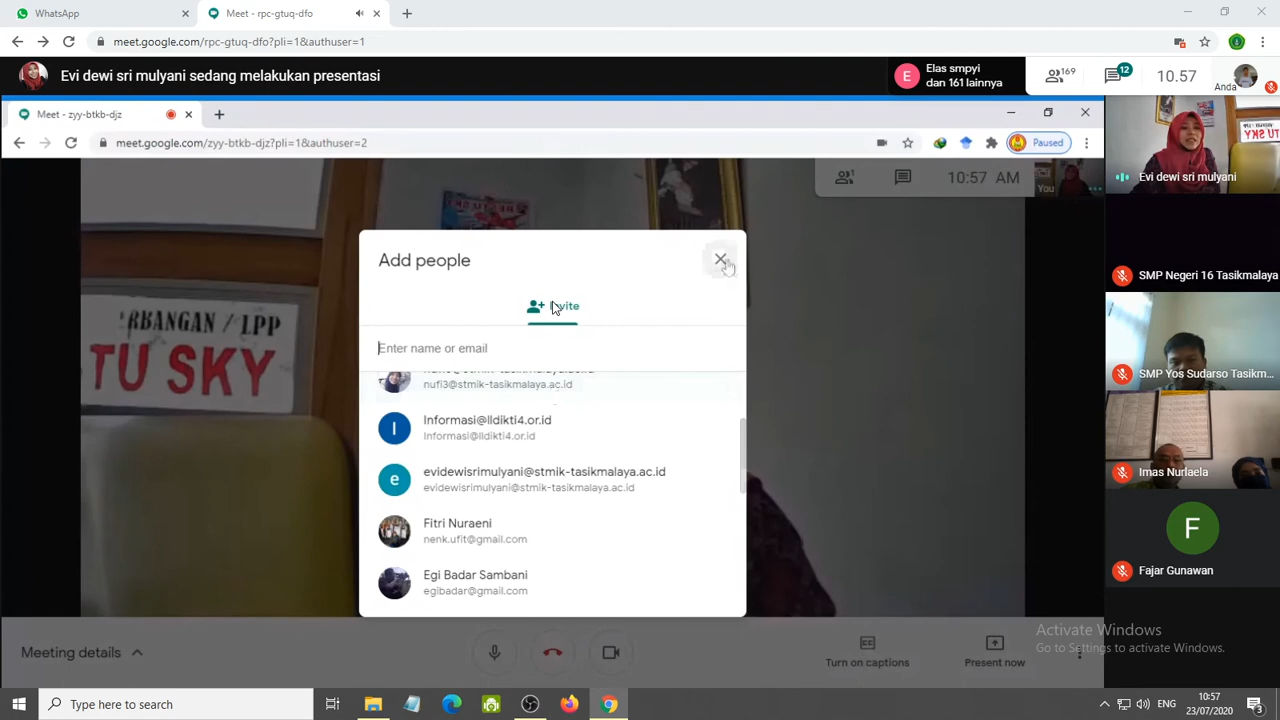 WhatsApp
Meet - rpc-gtuq-dfo
meet.google.com/rpc-gtuq-dfo?pli=1&authuser=1
Evi dewi sri mulyani sedang melakukan presentasi
E
Elas smpyi
dan 161 lainnya
169
12
10.57
Anda
Meet - zyy-btkb-djz
meet.google.com/zyy-btkb-djz?pli=1&authuser=2
Paused
10:57 AM
You
RBANGAN / LPP
TU SKY
Add people
Invite
Enter name or email
nufi3@stmik-tasikmalaya.ac.id
I
Informasi@lldikti4.or.id
Informasi@lldikti4.or.id
e
evidewisrimulyani@stmik-tasikmalaya.ac.id
evidewisrimulyani@stmik-tasikmalaya.ac.id
Fitri Nuraeni
nenk.ufit@gmail.com
Egi Badar Sambani
egibadar@gmail.com
Meeting details
Turn on captions
Present now
TU SKY
Evi dewi sri mulyani
SMP Negeri 16 Tasikmalaya
SMP Yos Sudarso Tasikm...
Imas Nurlaela
F
Fajar Gunawan
Activate Windows
Go to Settings to activate Windows.
Type here to search
ENG
10:57
23/07/2020
3